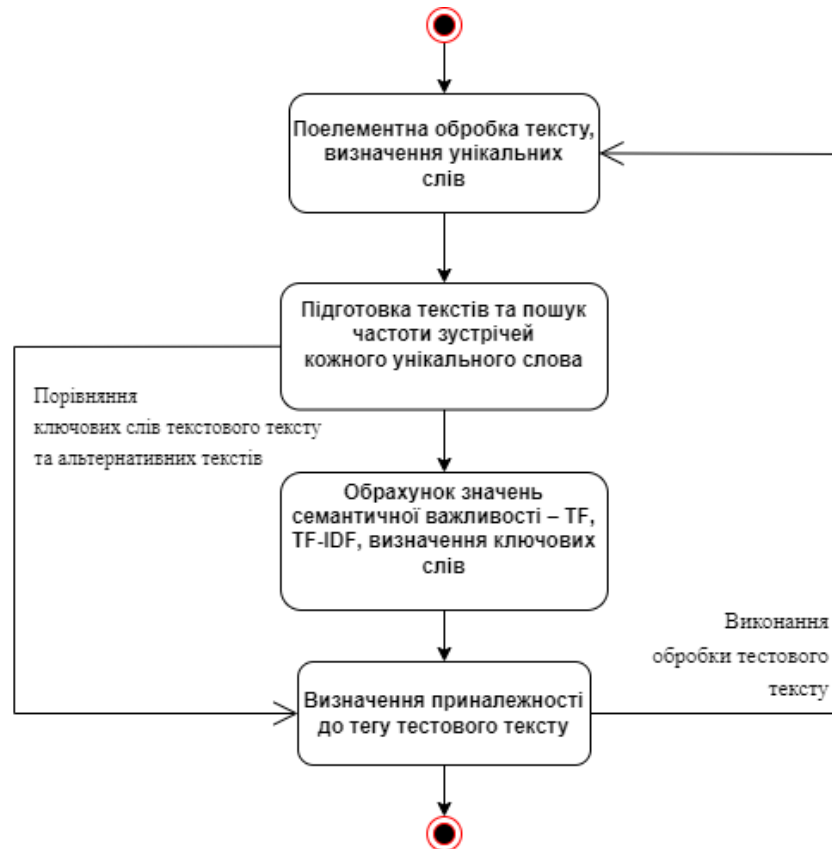 Поелементна обробка тексту,
визначення унікальних
слів
Підготовка текстів та пошук
частоти зустрічей
кожного унікального слова
Порівняння
ключових слів текстового тексту
та альтернативних текстів
Обрахунок значень
семантичної важливості – TF,
TF-IDF, визначення ключових
слів
Виконання
обробки тестового
тексту
Визначення приналежності
до тегу тестового тексту